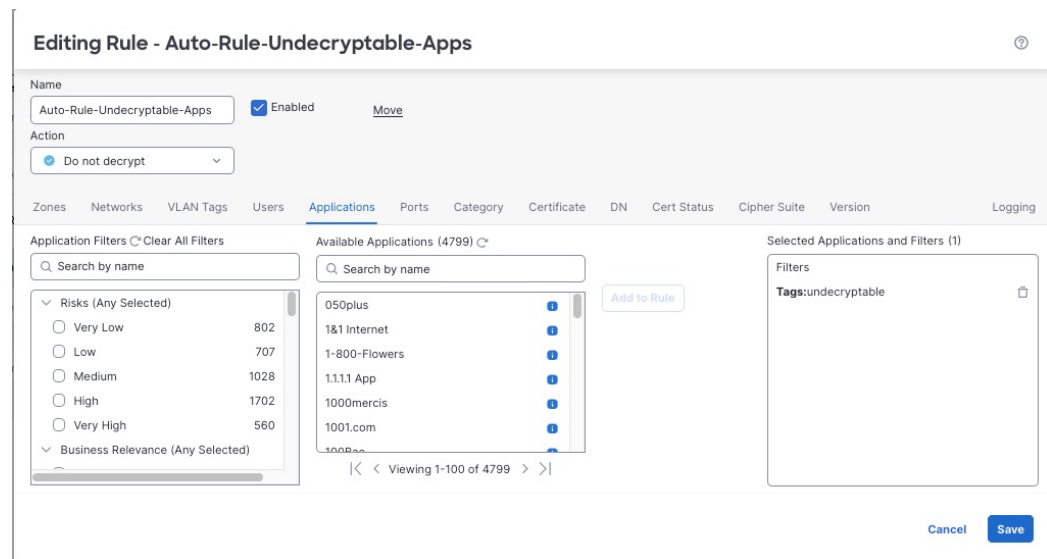 Editing Rule - Auto-Rule-Undecryptable-Apps
Name
Auto-Rule-Undecryptable-Apps
Enabled
Move
Action
Do not decrypt
Zones Networks VLAN Tags Users Applications Ports Category Certificate DN Cert Status Cipher Suite Version Logging
Application Filters Clear All Filters
Search by name
Risks (Any Selected)
Very Low 802
Low 707
Medium 1028
High 1702
Very High 560
Business Relevance (Any Selected)
Available Applications (4799)
Search by name
050plus
1&1 Internet
1-800-Flowers
1.1.1.1 App
1000mercis
1001.com
100Bao
Viewing 1-100 of 4799
Add to Rule
Selected Applications and Filters (1)
Filters
Tags:undecryptable
Cancel Save